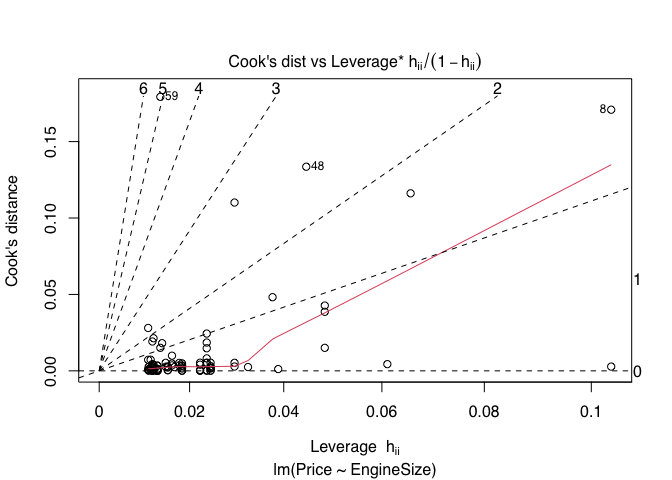 Cook's dist vs Leverage* hᵢᵢ/(1 − hᵢᵢ)
6 5 4 3 2
59
8
48
1
0
Cook's distance
0.15
0.10
0.05
0.00
0 0.02 0.04 0.06 0.08 0.1
Leverage hᵢᵢ
lm(Price ~ EngineSize)